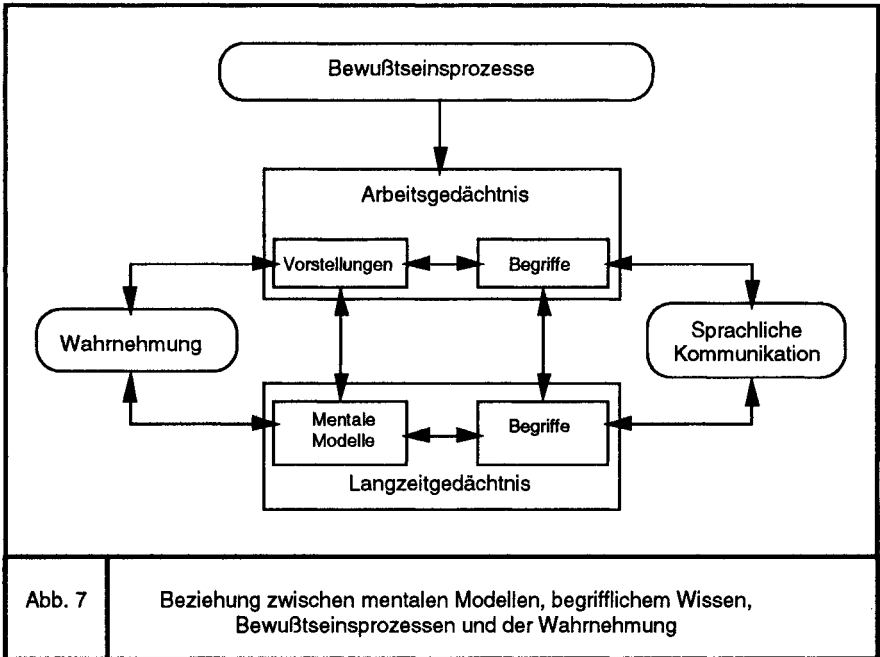 Bewußtseinsprozesse
Arbeitsgedächtnis
Vorstellungen
Begriffe
Wahrnehmung
Sprachliche
Kommunikation
Mentale
Modelle
Begriffe
Langzeitgedächtnis
Abb. 7
Beziehung zwischen mentalen Modellen, begrifflichem Wissen,
Bewußtseinsprozessen und der Wahrnehmung